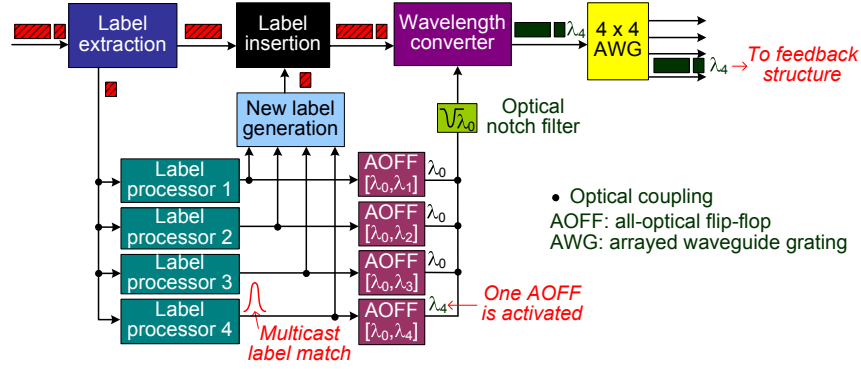 Label
extraction
Label
insertion
Wavelength
converter
λ4
4 x 4
AWG
λ4
To feedback
structure
New label
generation
λ0
Optical
notch filter
Label
processor 1
AOFF
[λ0,λ1]
λ0
Label
processor 2
AOFF
[λ0,λ2]
λ0
Label
processor 3
AOFF
[λ0,λ3]
λ0
Label
processor 4
AOFF
[λ0,λ4]
λ4
Multicast
label match
One AOFF
is activated
• Optical coupling
AOFF: all-optical flip-flop
AWG: arrayed waveguide grating